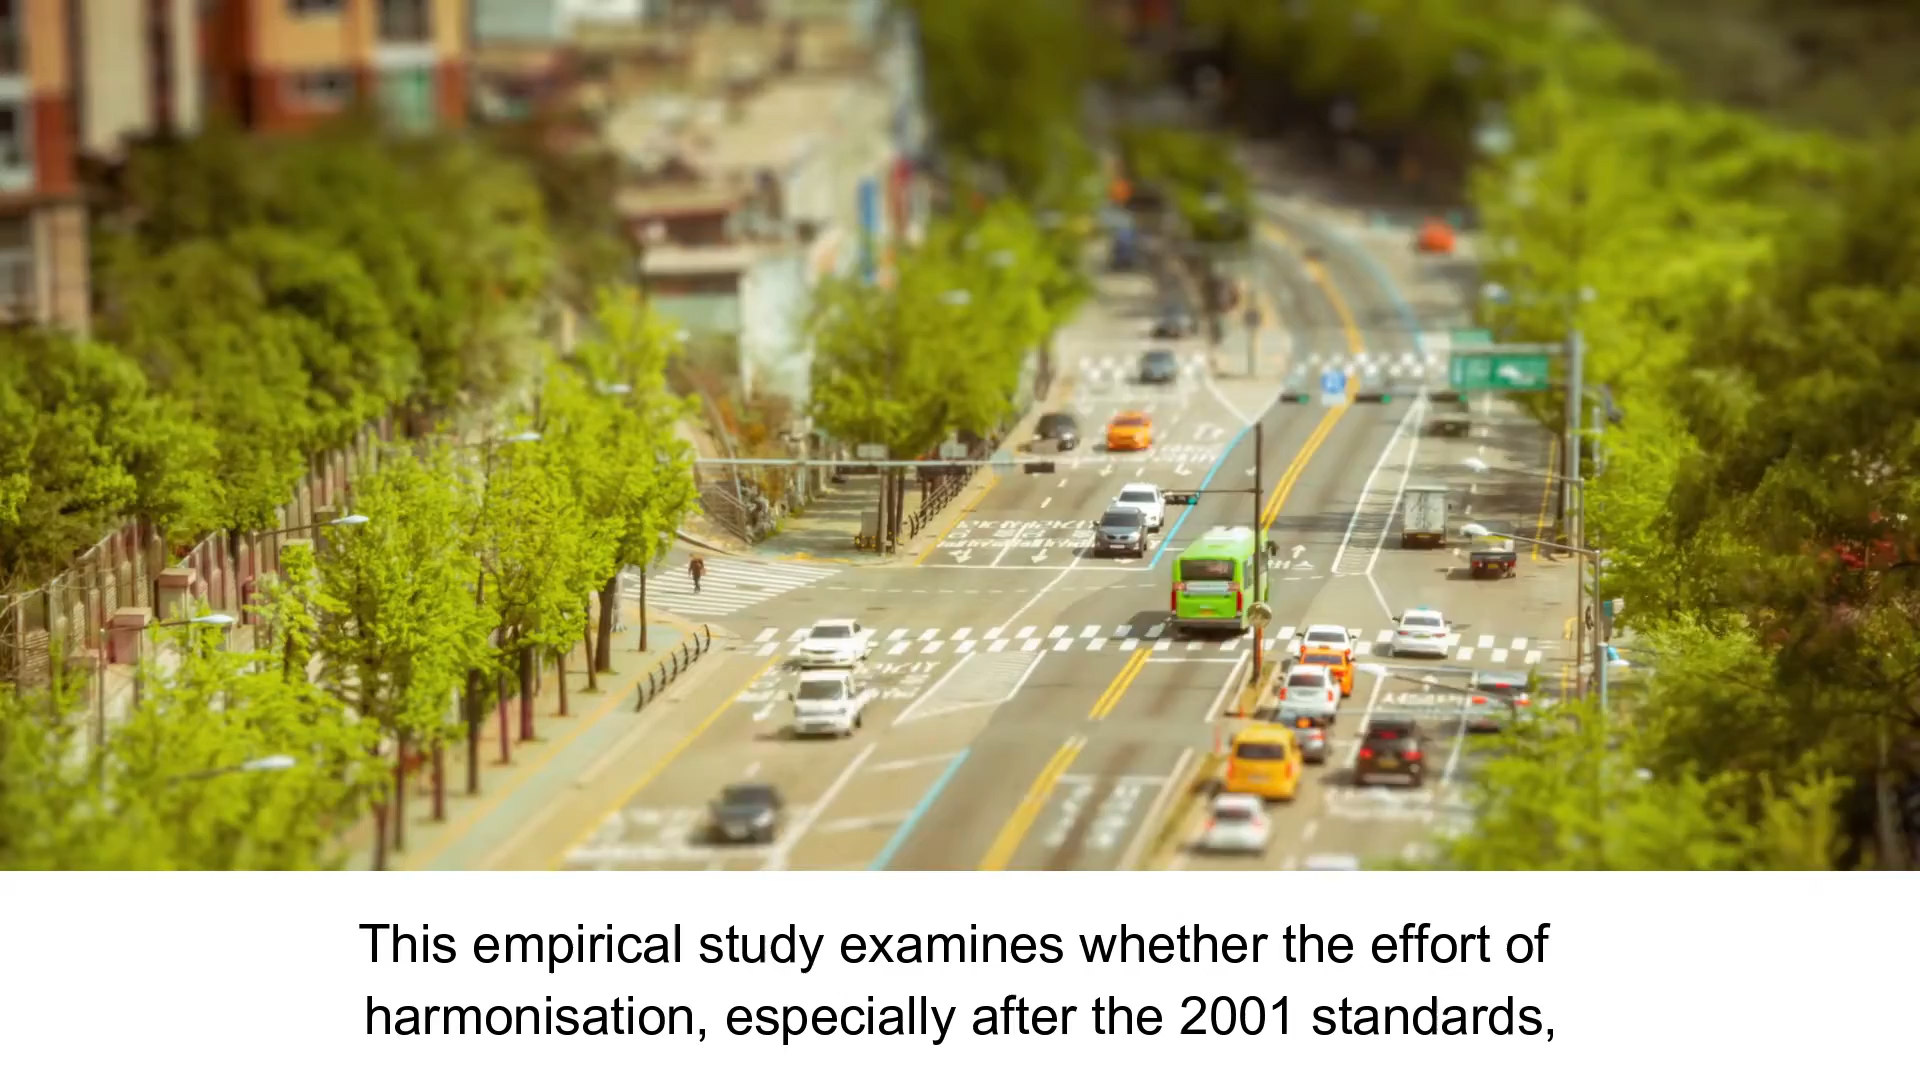 This empirical study examines whether the effort of
harmonisation, especially after the 2001 standards,